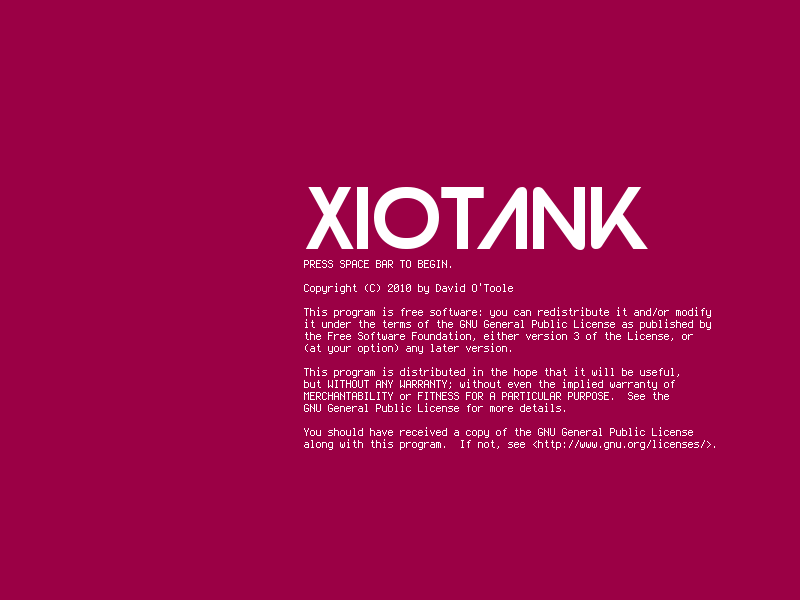 XIOTANK
PRESS SPACE BAR TO BEGIN.
Copyright (C) 2010 by David O'Toole
This program is free software: you can redistribute it and/or modify
it under the terms of the GNU General Public License as published by
the Free Software Foundation, either version 3 of the License, or
(at your option) any later version.
This program is distributed in the hope that it will be useful,
but WITHOUT ANY WARRANTY; without even the implied warranty of
MERCHANTABILITY or FITNESS FOR A PARTICULAR PURPOSE.  See the
GNU General Public License for more details.
You should have received a copy of the GNU General Public License
along with this program.  If not, see <http://www.gnu.org/licenses/>.